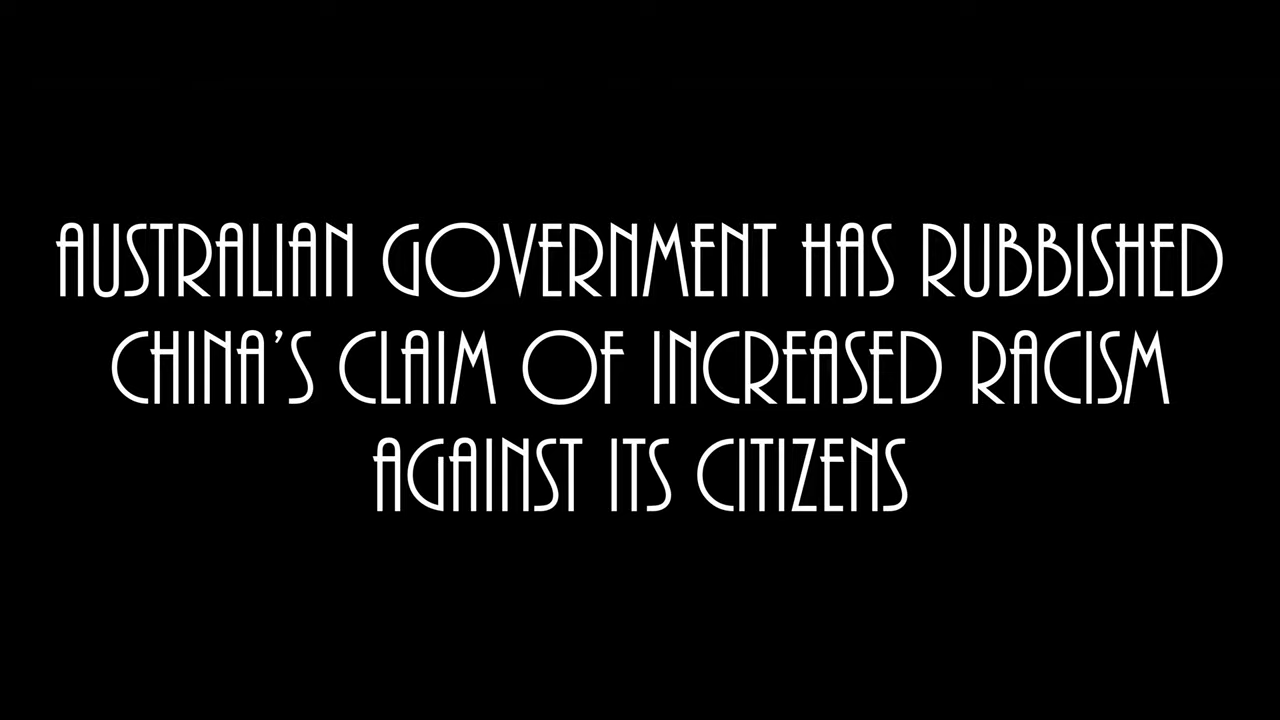 AUSTRALIAN GOVERNMENT HAS RUBBISHED
CHINA'S CLAIM OF INCREASED RACISM
AGAINST ITS CITIZENS